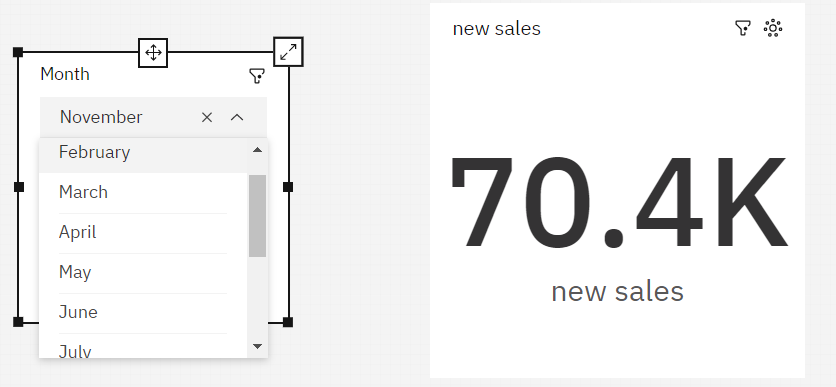 Month
November
February
March
April
May
June
July
new sales
70.4K
new sales